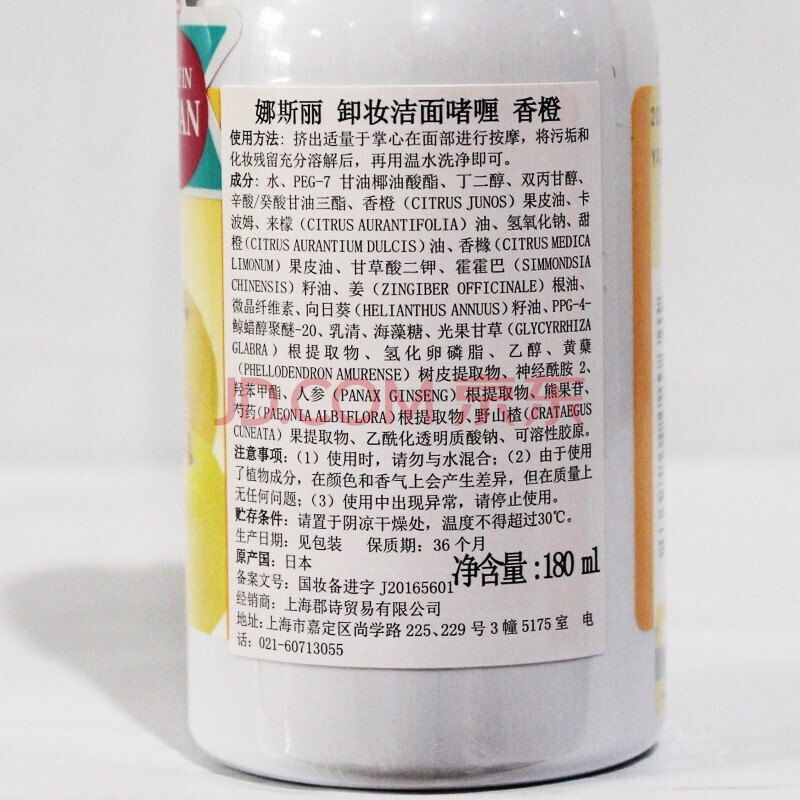 IN
AN
娜斯丽 卸妆洁面啫喱 香橙
使用方法: 挤出适量于掌心在面部进行按摩, 将污垢和
化妆残留充分溶解后, 再用温水洗净即可。
成分: 水、PEG-7 甘油椰油酸酯、丁二醇、双丙甘醇、
辛酸/癸酸甘油三酯、香橙 (CITRUS JUNOS) 果皮油、卡
波姆、来檬(CITRUS AURANTIFOLIA) 油、氢氧化钠、甜
橙(CITRUS AURANTIUM DULCIS)油、香橼(CITRUS MEDICA
LIMONUM) 果皮油、甘草酸二钾、霍霍巴 (SIMMONDSIA
CHINENSIS) 籽油、姜 (ZINGIBER OFFICINALE) 根油、
微晶纤维素、向日葵(HELIANTHUS ANNUUS)籽油、PPG-4-
鲸蜡醇聚醚-20、乳清、海藻糖、光果甘草(GLYCYRRHIZA
GLABRA) 根提取物、氢化卵磷脂、乙醇、黄蘗
(PHELLODENDRON AMURENSE) 树皮提取物、神经酰胺 2、
羟苯甲酯、人参 (PANAX GINSENG) 根提取物、熊果苷、
芍药(PAEONIA ALBIFLORA)根提取物、野山楂(CRATAEGUS
CUNEATA) 果提取物、乙酰化透明质酸钠、可溶性胶原。
注意事项: (1) 使用时, 请勿与水混合; (2) 由于使用
了植物成分, 在颜色和香气上会产生差异, 但在质量上
无任何问题; (3) 使用中出现异常, 请停止使用。
贮存条件: 请置于阴凉干燥处, 温度不得超过30℃。
生产日期: 见包装 保质期: 36 个月
原产国: 日本
净含量:180 ml
备案文号: 国妆备进字 J20165601
经销商: 上海郡诗贸易有限公司
地址: 上海市嘉定区尚学路 225、229 号 3 幢 5175 室 电
话: 021-60713055
JD.COM 京东